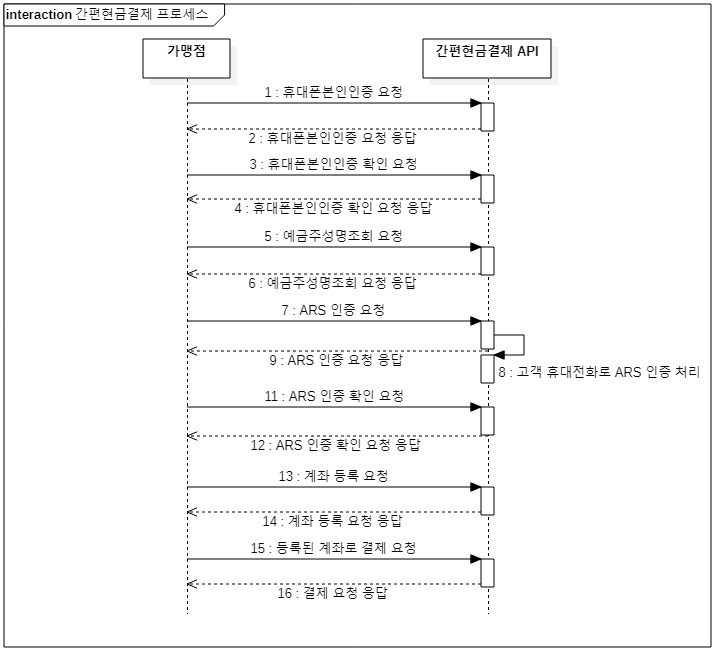 interaction 간편현금결제 프로세스
가맹점
간편현금결제 API
1 : 휴대폰본인인증 요청
2 : 휴대폰본인인증 요청 응답
3 : 휴대폰본인인증 확인 요청
4 : 휴대폰본인인증 확인 요청 응답
5 : 예금주성명조회 요청
6 : 예금주성명조회 요청 응답
7 : ARS 인증 요청
9 : ARS 인증 요청 응답
8 : 고객 휴대전화로 ARS 인증 처리
11 : ARS 인증 확인 요청
12 : ARS 인증 확인 요청 응답
13 : 계좌 등록 요청
14 : 계좌 등록 요청 응답
15 : 등록된 계좌로 결제 요청
16 : 결제 요청 응답